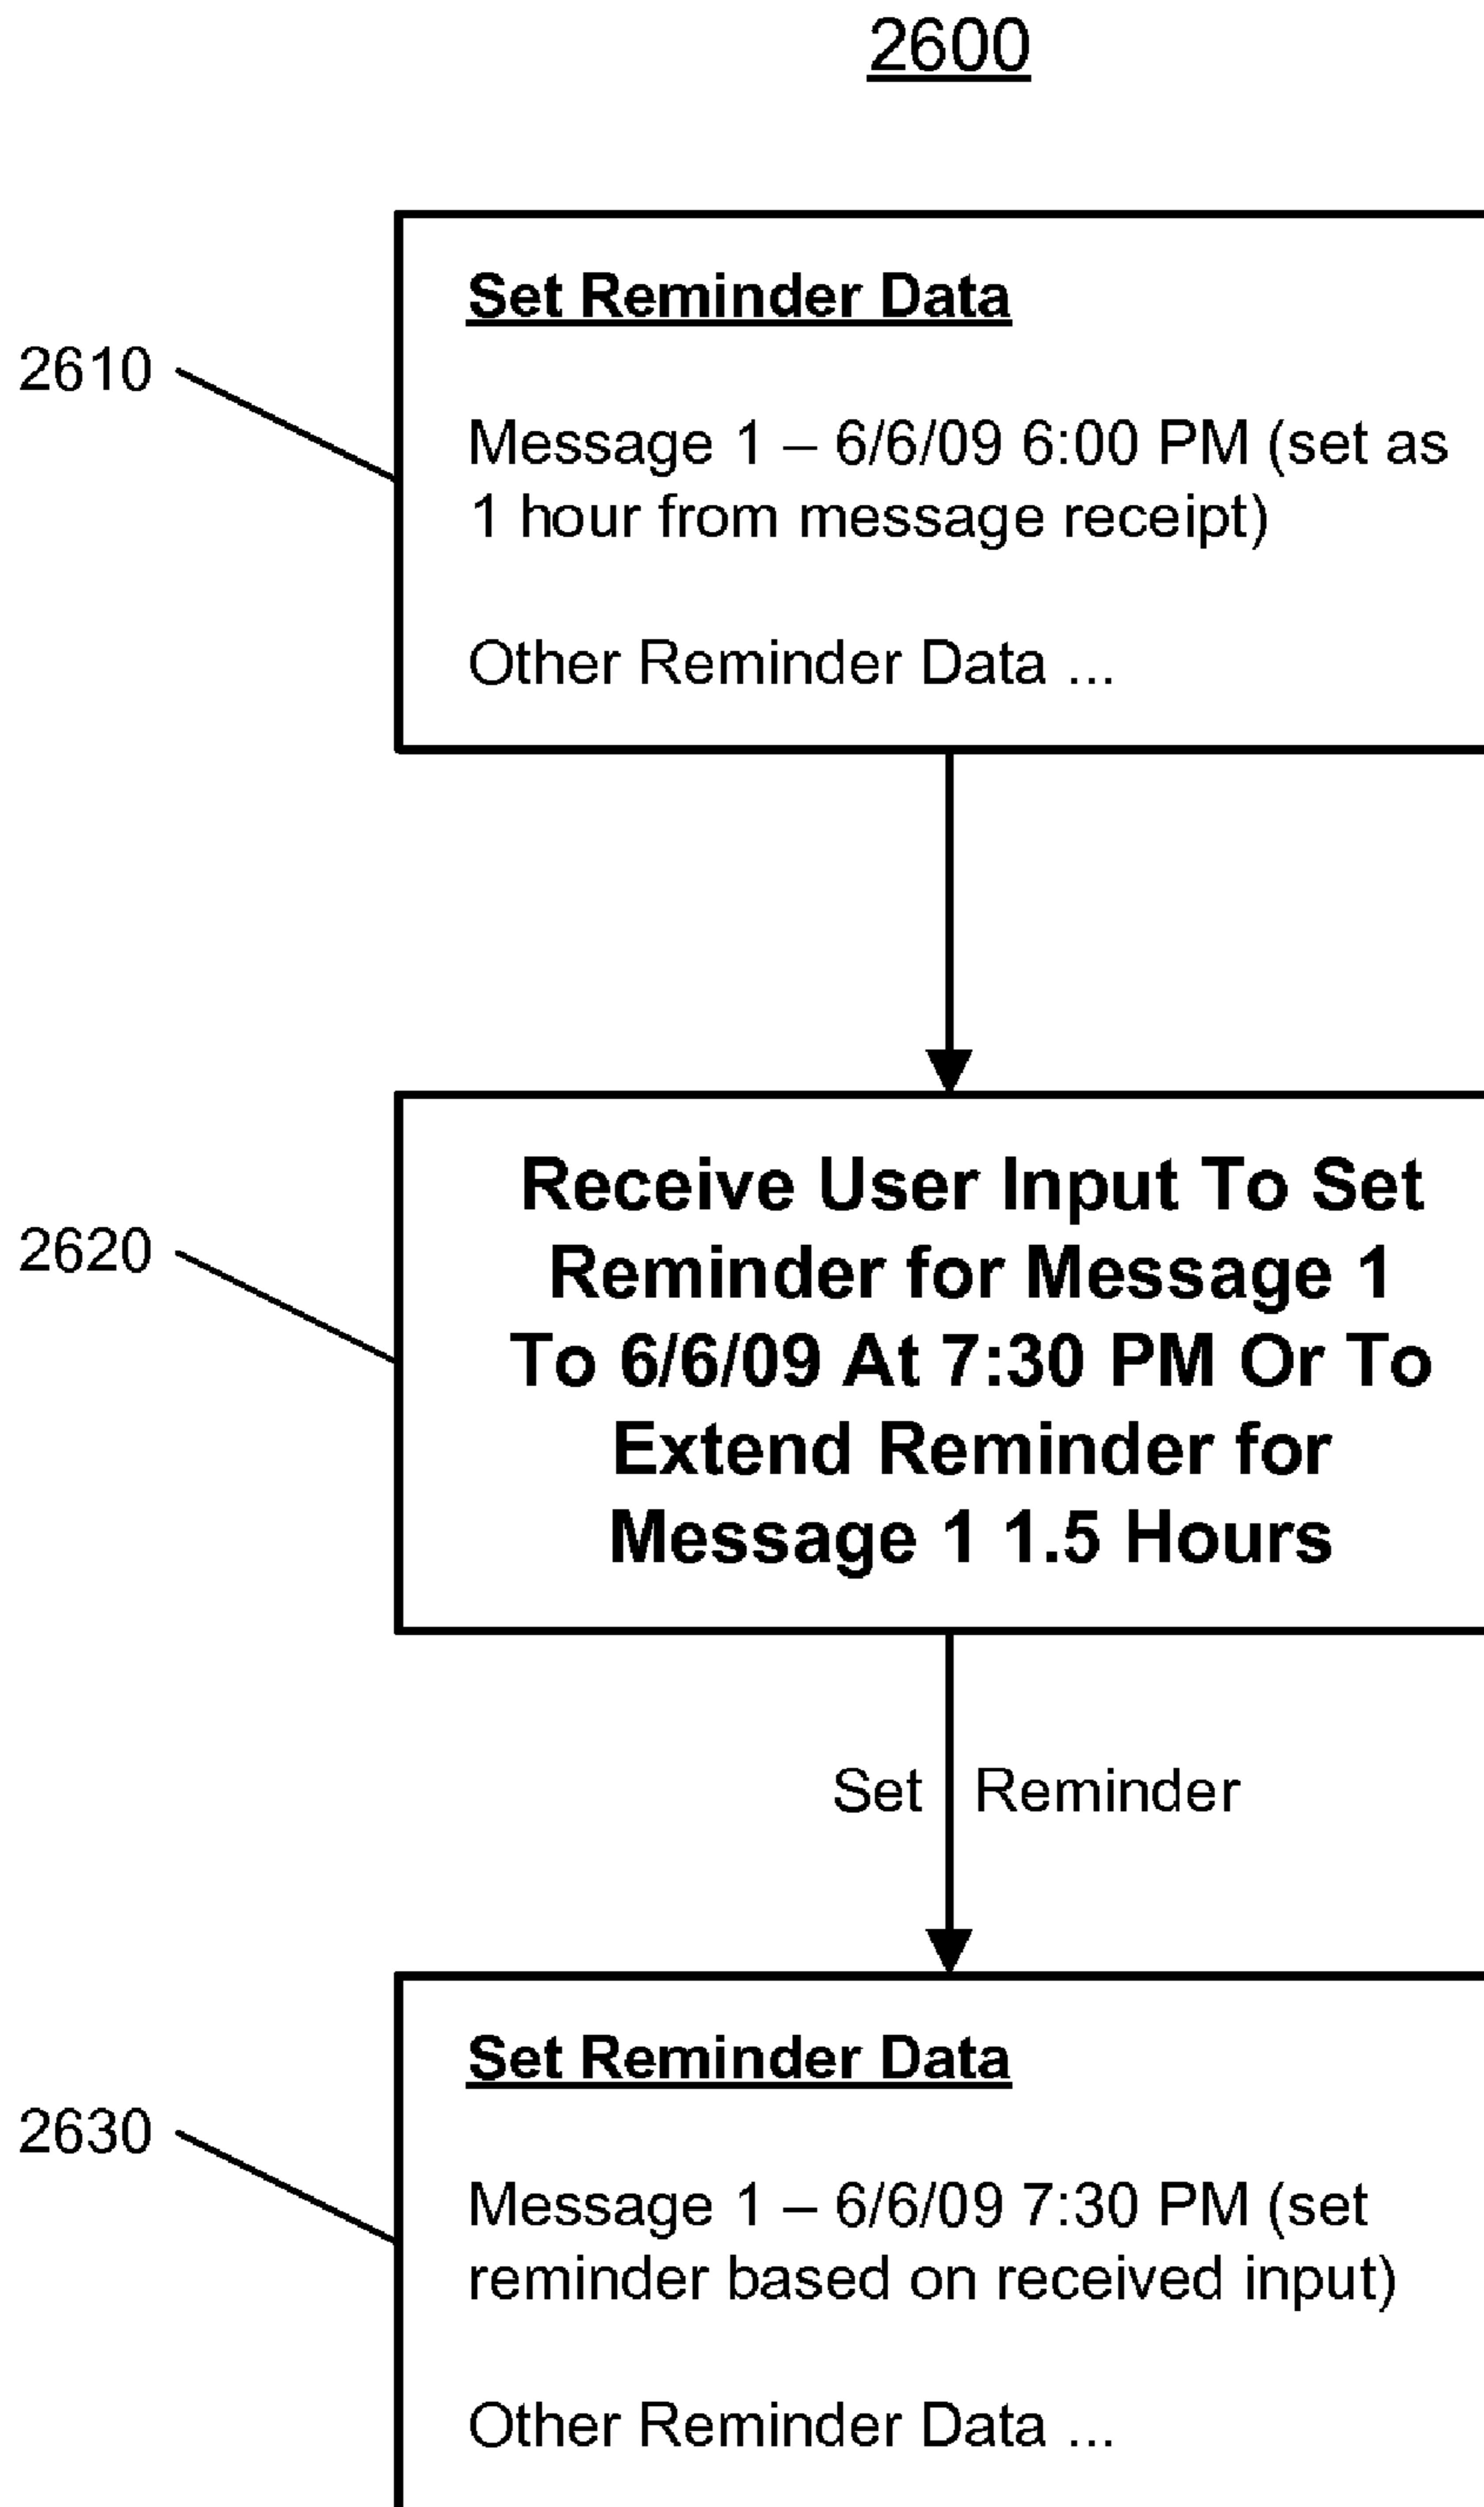 2600
Set Reminder Data
2610
Message 1 – 6/6/09 6:00 PM (set as
1 hour from message receipt)
Other Reminder Data ...
Receive User Input To Set
2620
Reminder for Message 1
To 6/6/09 At 7:30 PM Or To
Extend Reminder for
Message 1 1.5 Hours
Set Reminder
Set Reminder Data
2630
Message 1 – 6/6/09 7:30 PM (set
reminder based on received input)
Other Reminder Data ...